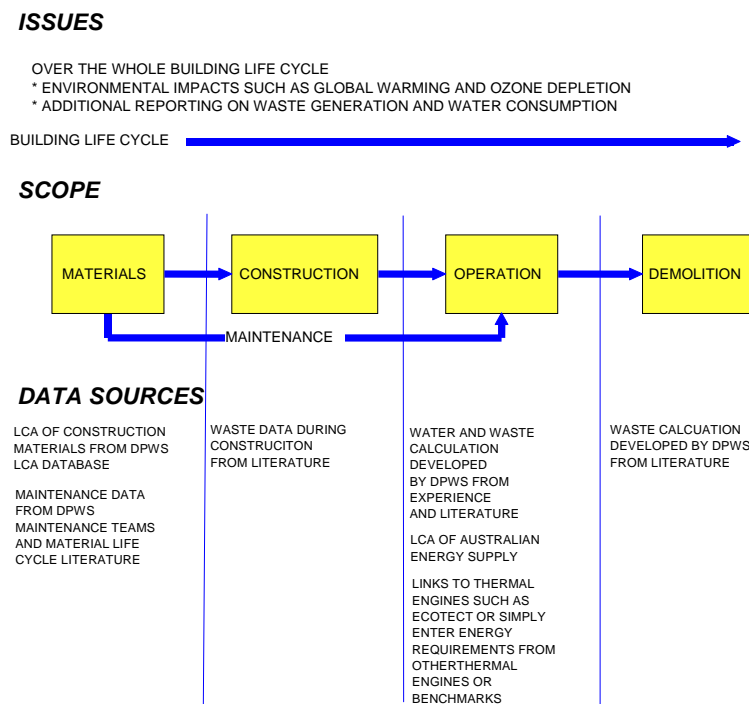 ISSUES
OVER THE WHOLE BUILDING LIFE CYCLE
* ENVIRONMENTAL IMPACTS SUCH AS GLOBAL WARMING AND OZONE DEPLETION
* ADDITIONAL REPORTING ON WASTE GENERATION AND WATER CONSUMPTION
BUILDING LIFE CYCLE
SCOPE
MATERIALS
CONSTRUCTION
OPERATION
DEMOLITION
MAINTENANCE
DATA SOURCES
LCA OF CONSTRUCTION
MATERIALS FROM DPWS
LCA DATABASE
MAINTENANCE DATA
FROM DPWS
MAINTENANCE TEAMS
AND MATERIAL LIFE
CYCLE LITERATURE
WASTE DATA DURING
CONSTRUCITON
FROM LITERATURE
WATER AND WASTE
CALCULATION
DEVELOPED
BY DPWS FROM
EXPERIENCE
AND LITERATURE
LCA OF AUSTRALIAN
ENERGY SUPPLY
LINKS TO THERMAL
ENGINES SUCH AS
ECOTECT OR SIMPLY
ENTER ENERGY
REQUIREMENTS FROM
OTHERTHERMAL
ENGINES OR
BENCHMARKS
WASTE CALCUATION
DEVELOPED BY DPWS
FROM LITERATURE